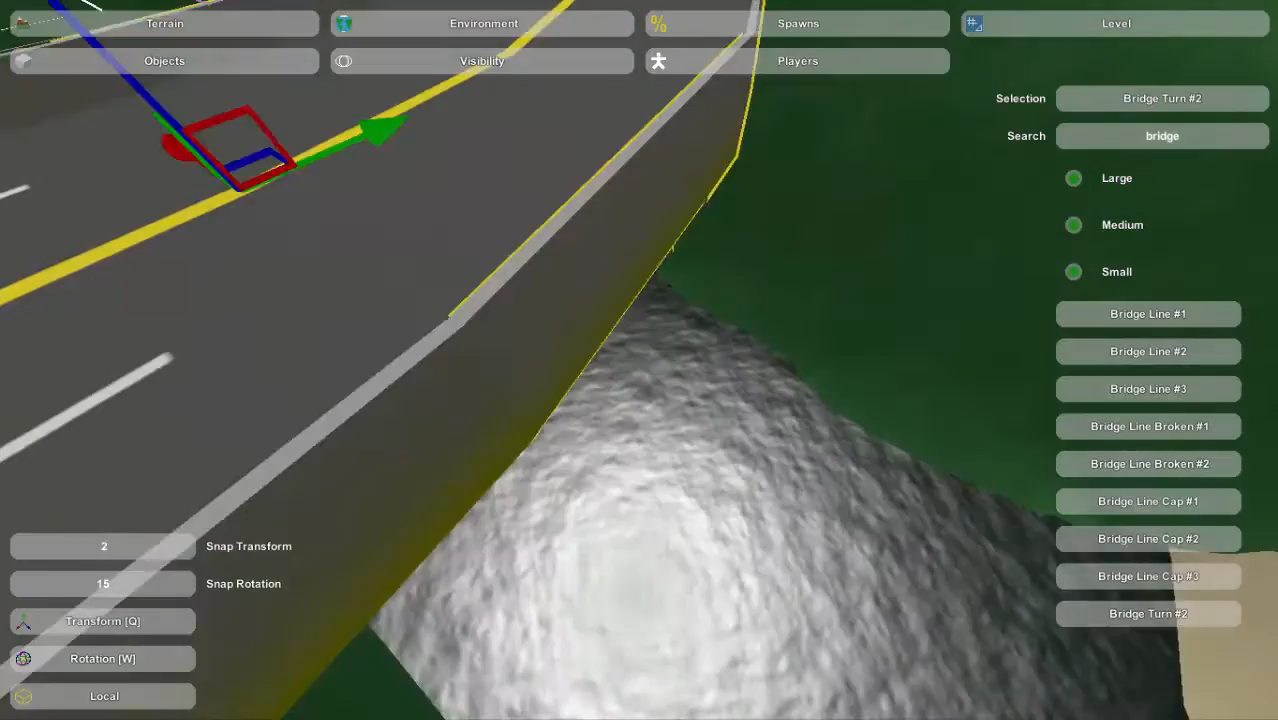 Terrain
Environment
Spawns
Level
Objects
Visibility
Players
Selection
Bridge Turn #2
Search
bridge
Large
Medium
Small
Bridge Line #1
Bridge Line #2
Bridge Line #3
Bridge Line Broken #1
Bridge Line Broken #2
Bridge Line Cap #1
Bridge Line Cap #2
Bridge Line Cap #3
Bridge Turn #2
2
Snap Transform
15
Snap Rotation
Transform [Q]
Rotation [W]
Local